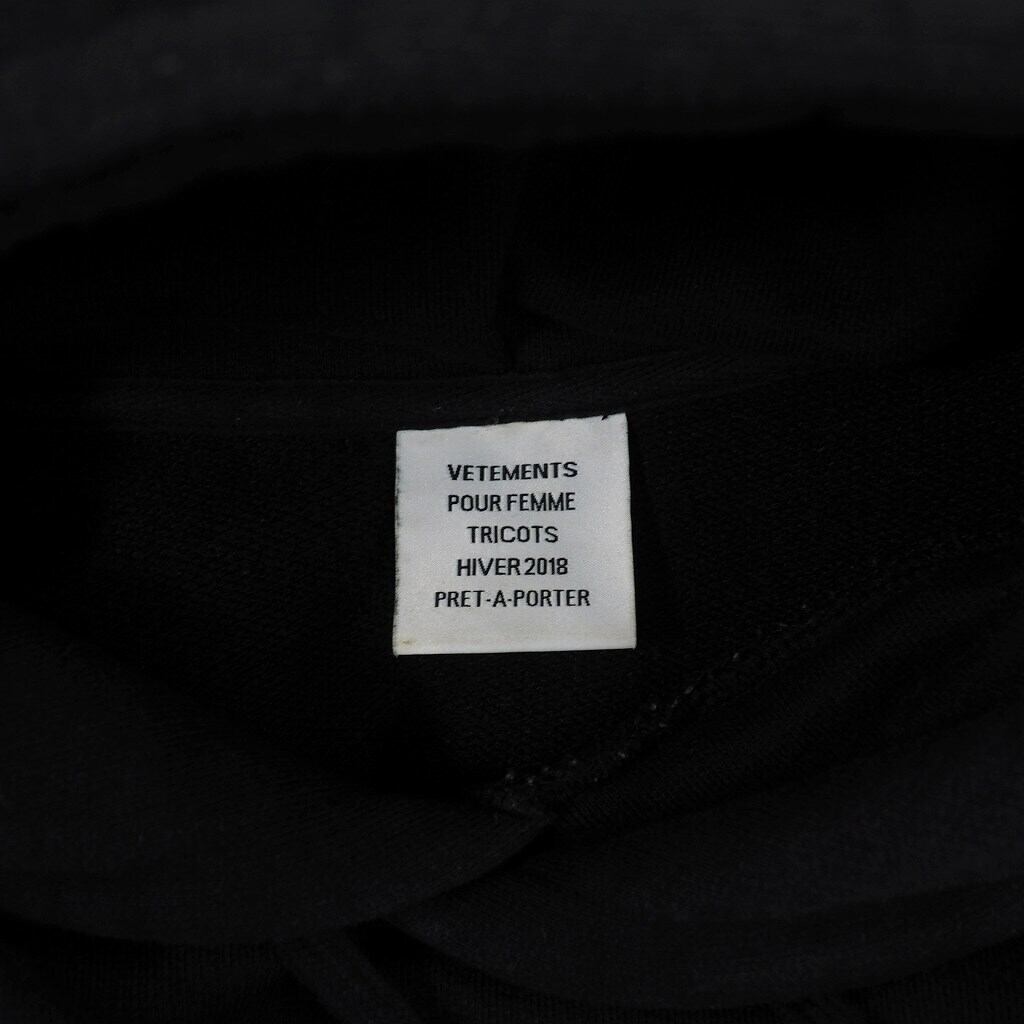 VETEMENTS
POUR FEMME
TRICOTS
HIVER 2018
PRET-A-PORTER